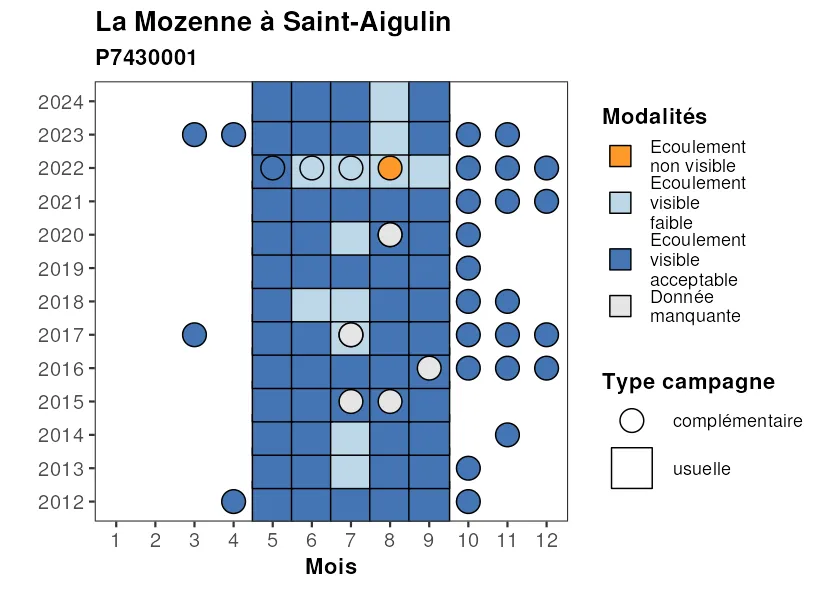 La Mozenne à Saint-Aigulin
P7430001
2024
2023
2022
2021
2020
2019
2018
2017
2016
2015
2014
2013
2012
1 2 3 4 5 6 7 8 9 10 11 12
Mois
Modalités
Ecoulement
non visible
Ecoulement
visible
faible
Ecoulement
visible
acceptable
Donnée
manquante
Type campagne
complémentaire
usuelle